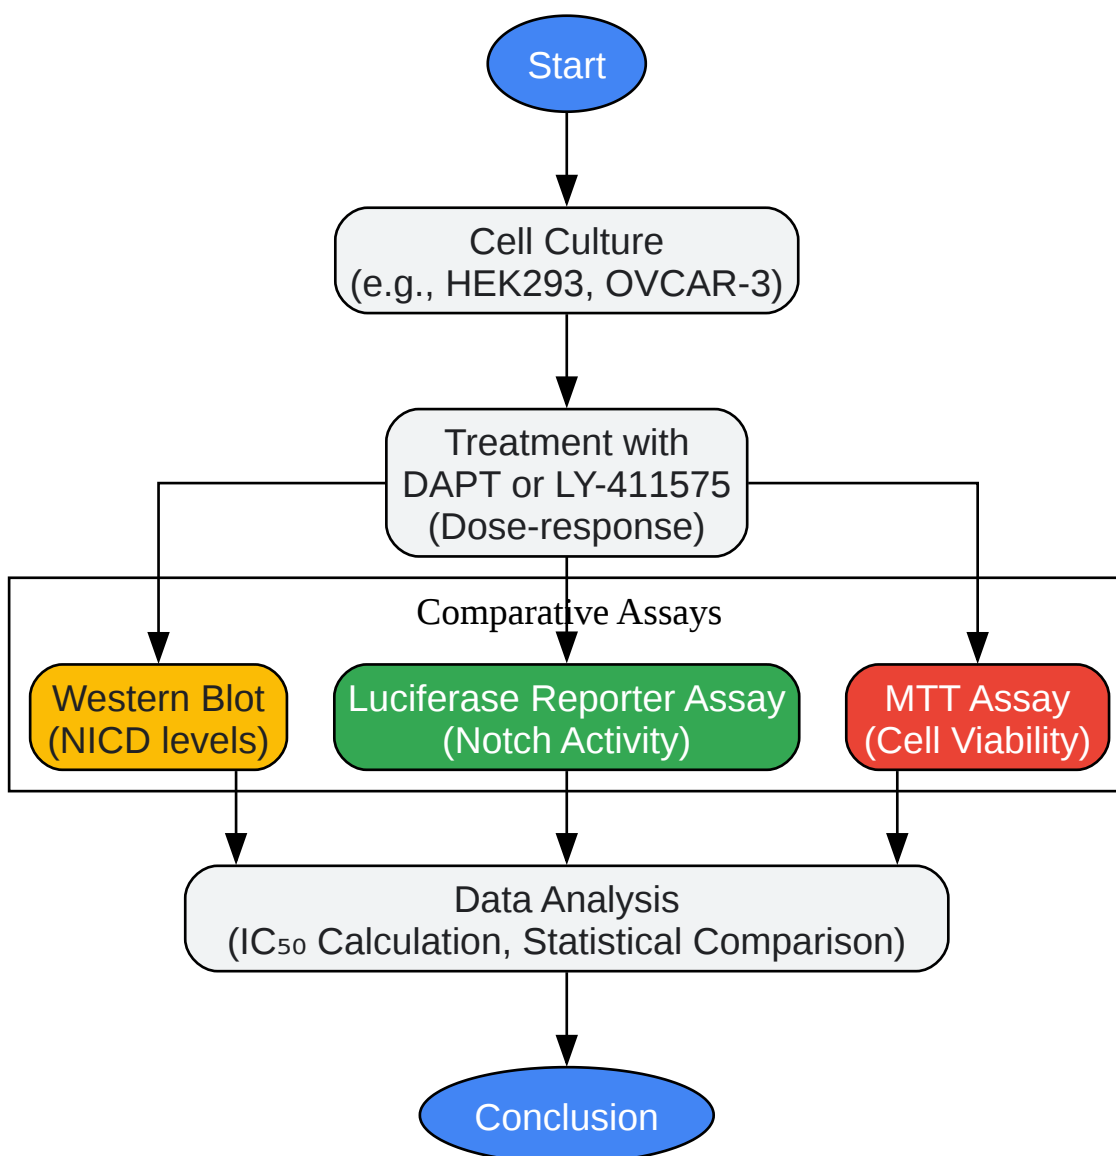 Start
Cell Culture
(e.g., HEK293, OVCAR-3)
Treatment with
DAPT or LY-411575
(Dose-response)
Comparative Assays
Western Blot
(NICD levels)
Luciferase Reporter Assay
(Notch Activity)
MTT Assay
(Cell Viability)
Data Analysis
(IC₅₀ Calculation, Statistical Comparison)
Conclusion